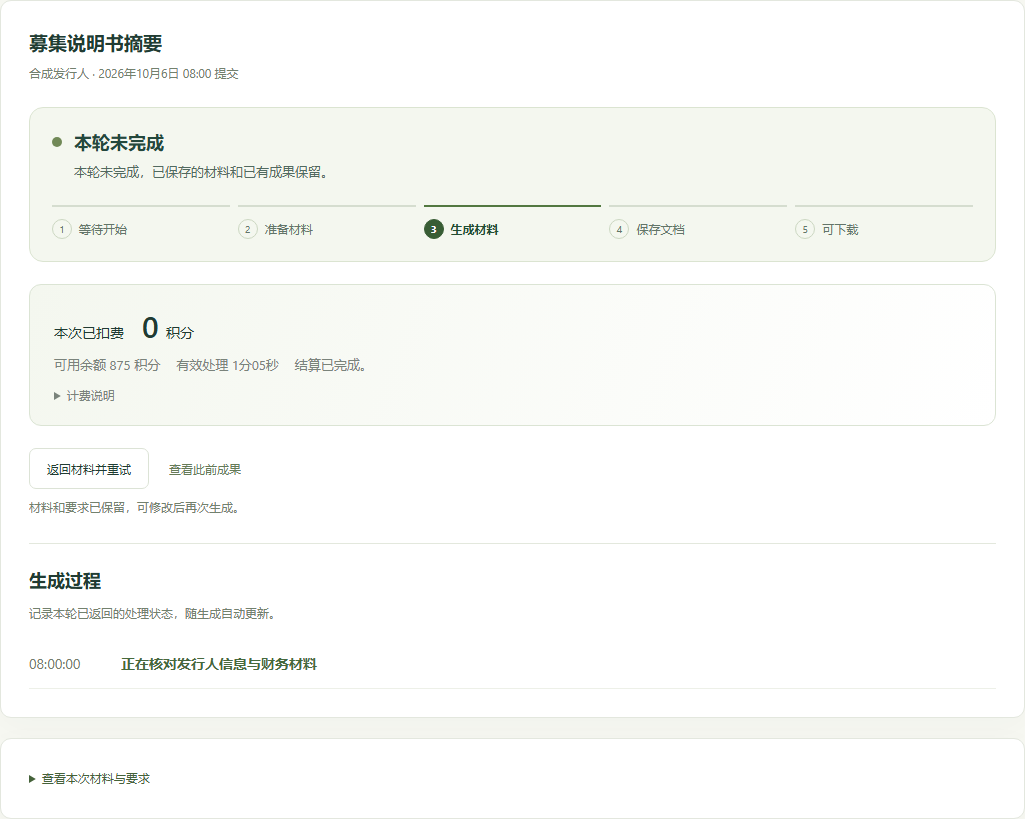 募集说明书摘要
合成发行人 · 2026年10月6日 08:00 提交
本轮未完成
本轮未完成，已保存的材料和已有成果保留。
1 等待开始 2 准备材料 3 生成材料 4 保存文档 5 可下载
本次已扣费 0 积分
可用余额 875 积分 有效处理 1分05秒 结算已完成。
计费说明
返回材料并重试 查看此前成果
材料和要求已保留，可修改后再次生成。
生成过程
记录本轮已返回的处理状态，随生成自动更新。
08:00:00 正在核对发行人信息与财务材料
查看本次材料与要求